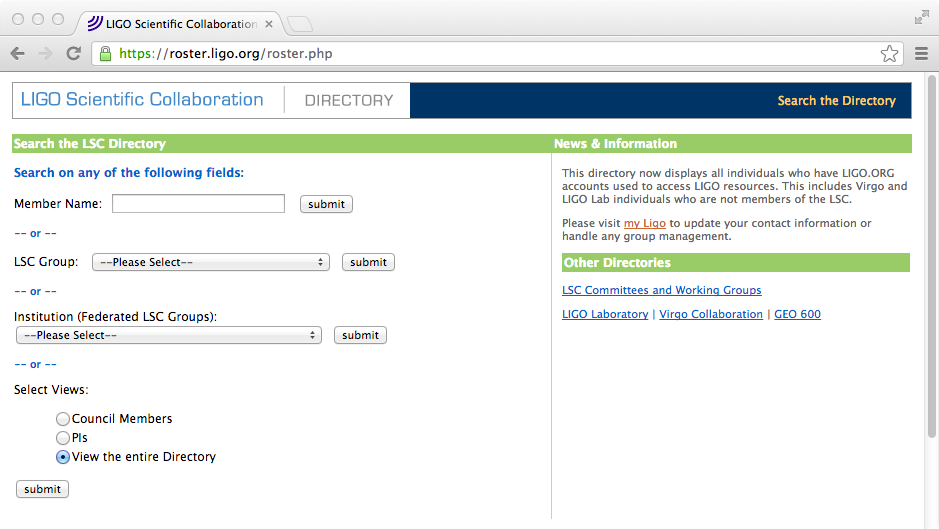 LIGO Scientific Collaboration
https://roster.ligo.org/roster.php
LIGO Scientific Collaboration DIRECTORY
Search the Directory
Search the LSC Directory
Search on any of the following fields:
Member Name: submit
-- or --
LSC Group: --Please Select-- submit
-- or --
Institution (Federated LSC Groups):
--Please Select-- submit
-- or --
Select Views:
Council Members
PIs
View the entire Directory
submit
News & Information
This directory now displays all individuals who have LIGO.ORG
accounts used to access LIGO resources. This includes Virgo and
LIGO Lab individuals who are not members of the LSC.
Please visit my Ligo to update your contact information or
handle any group management.
Other Directories
LSC Committees and Working Groups
LIGO Laboratory | Virgo Collaboration | GEO 600